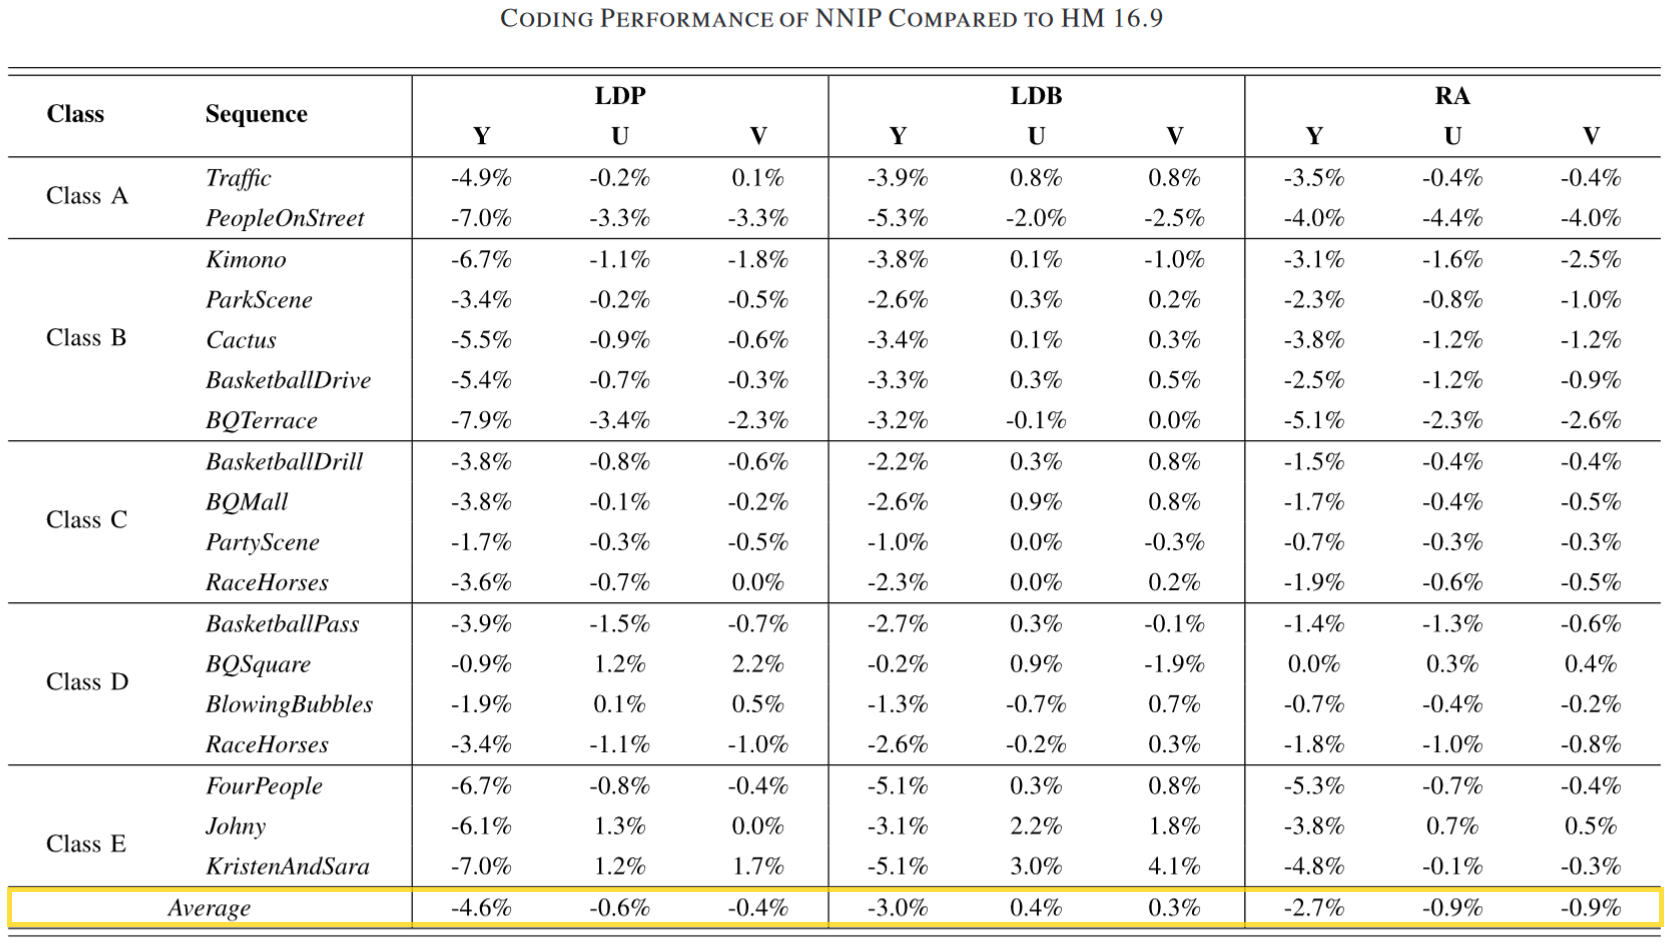 CODING PERFORMANCE OF NNIP COMPARED TO HM 16.9
Class Sequence LDP LDB RA
Y U V Y U V Y U V
Class A
Traffic -4.9% -0.2% 0.1% -3.9% 0.8% 0.8% -3.5% -0.4% -0.4%
PeopleOnStreet -7.0% -3.3% -3.3% -5.3% -2.0% -2.5% -4.0% -4.4% -4.0%
Class B
Kimono -6.7% -1.1% -1.8% -3.8% 0.1% -1.0% -3.1% -1.6% -2.5%
ParkScene -3.4% -0.2% -0.5% -2.6% 0.3% 0.2% -2.3% -0.8% -1.0%
Cactus -5.5% -0.9% -0.6% -3.4% 0.1% 0.3% -3.8% -1.2% -1.2%
BasketballDrive -5.4% -0.7% -0.3% -3.3% 0.3% 0.5% -2.5% -1.2% -0.9%
BQTerrace -7.9% -3.4% -2.3% -3.2% -0.1% 0.0% -5.1% -2.3% -2.6%
Class C
BasketballDrill -3.8% -0.8% -0.6% -2.2% 0.3% 0.8% -1.5% -0.4% -0.4%
BQMall -3.8% -0.1% -0.2% -2.6% 0.9% 0.8% -1.7% -0.4% -0.5%
PartyScene -1.7% -0.3% -0.5% -1.0% 0.0% -0.3% -0.7% -0.3% -0.3%
RaceHorses -3.6% -0.7% 0.0% -2.3% 0.0% 0.2% -1.9% -0.6% -0.5%
Class D
BasketballPass -3.9% -1.5% -0.7% -2.7% 0.3% -0.1% -1.4% -1.3% -0.6%
BQSquare -0.9% 1.2% 2.2% -0.2% 0.9% -1.9% 0.0% 0.3% 0.4%
BlowingBubbles -1.9% 0.1% 0.5% -1.3% -0.7% 0.7% -0.7% -0.4% -0.2%
RaceHorses -3.4% -1.1% -1.0% -2.6% -0.2% 0.3% -1.8% -1.0% -0.8%
Class E
FourPeople -6.7% -0.8% -0.4% -5.1% 0.3% 0.8% -5.3% -0.7% -0.4%
Johny -6.1% 1.3% 0.0% -3.1% 2.2% 1.8% -3.8% 0.7% 0.5%
KristenAndSara -7.0% 1.2% 1.7% -5.1% 3.0% 4.1% -4.8% -0.1% -0.3%
Average -4.6% -0.6% -0.4% -3.0% 0.4% 0.3% -2.7% -0.9% -0.9%